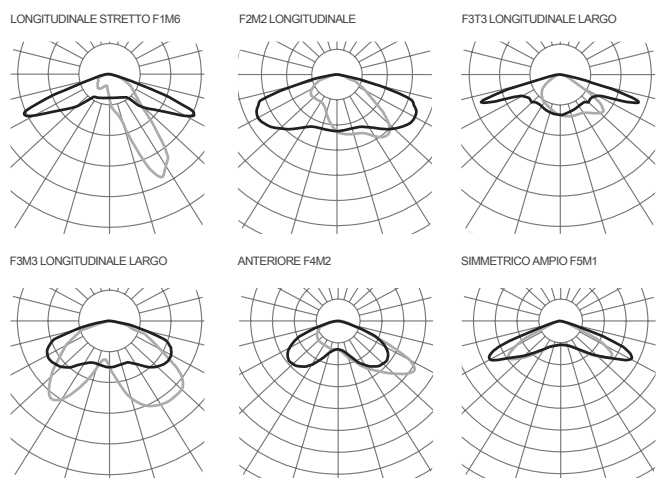 LONGITUDINALE STRETTO F1M6
F2M2 LONGITUDINALE
F3T3 LONGITUDINALE LARGO
F3M3 LONGITUDINALE LARGO
ANTERIORE F4M2
SIMMETRICO AMPIO F5M1